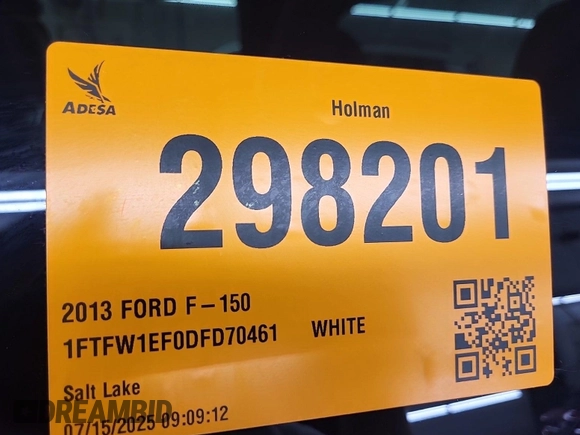 ADESA
Holman
298201
2013 FORD F-150
1FTFW1EF0DFD70461 WHITE
Salt Lake
DREAMBID
07/15/2025 09:09:12